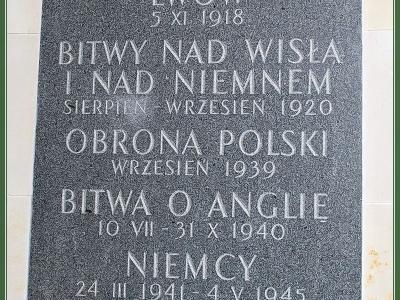 LWÓW
5 XI 1918
BITWY NAD WISŁĄ
I NAD NIEMNEM
SIERPIEŃ - WRZESIEŃ 1920
OBRONA POLSKI
WRZESIEŃ 1939
BITWA O ANGLIĘ
10 VII - 31 X 1940
NIEMCY
24 III 1941 - 4 V 1945